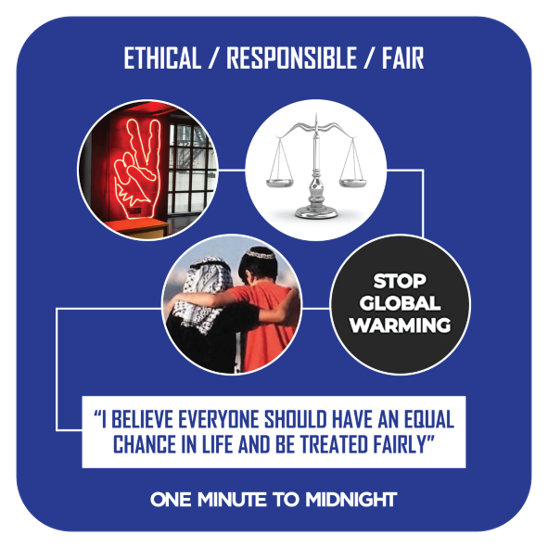 ETHICAL / RESPONSIBLE / FAIR
STOP
GLOBAL
WARMING
“I BELIEVE EVERYONE SHOULD HAVE AN EQUAL
CHANCE IN LIFE AND BE TREATED FAIRLY”
ONE MINUTE TO MIDNIGHT